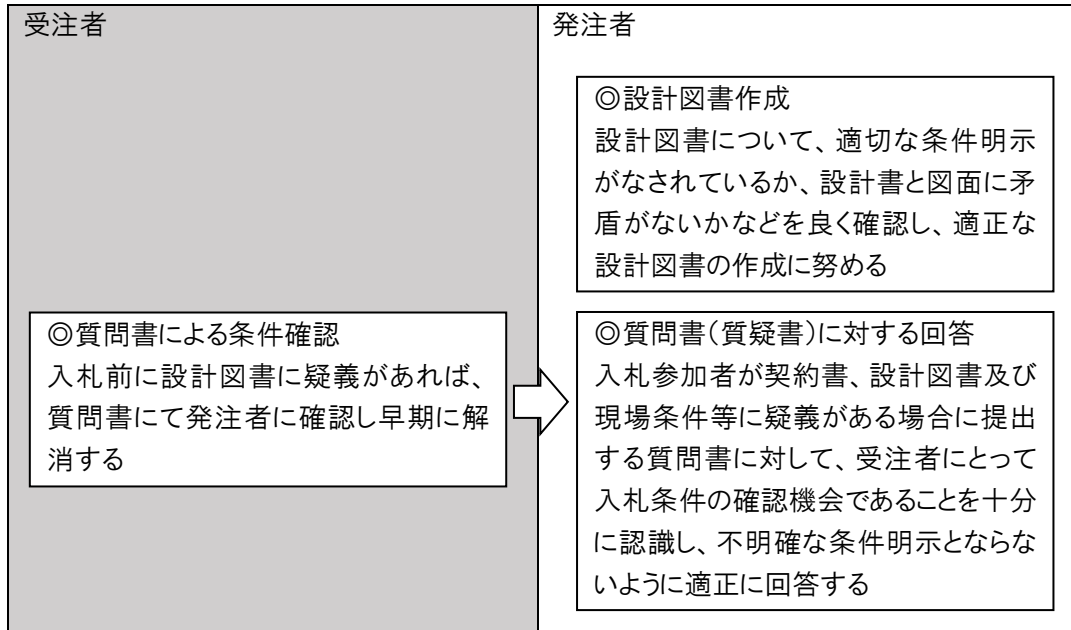 受注者
発注者
◎設計図書作成
設計図書について、適切な条件明示
がなされているか、設計書と図面に矛
盾がないかなどを良く確認し、適正な
設計図書の作成に努める
◎質問書による条件確認
入札前に設計図書に疑義があれば、
質問書にて発注者に確認し早期に解
消する
◎質問書(質疑書)に対する回答
入札参加者が契約書、設計図書及び
現場条件等に疑義がある場合に提出
する質問書に対して、受注者にとって
入札条件の確認機会であることを十分
に認識し、不明確な条件明示とならな
いように適正に回答する